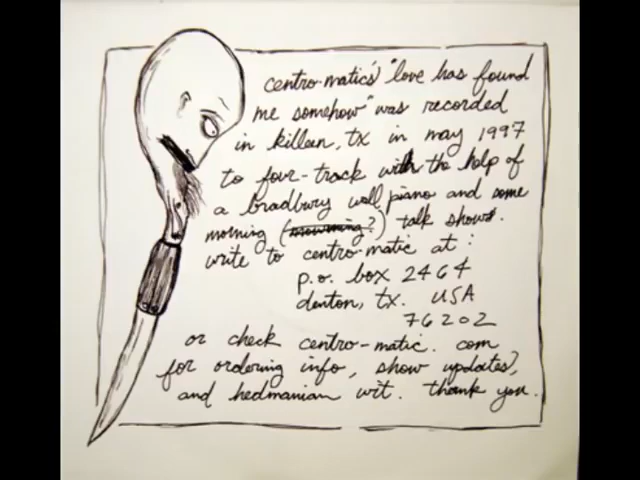 centro-matic's "love has found
me somehow" was recorded
in killeen, tx in may 1997
to four-track with the help of
a bradbury wall piano and some
morning (mourning?) talk shows.
write to centro-matic at:
p.o. box 2464
denton, tx. USA
76202
or check centro-matic.com
for ordering info, show updates,
and hedmanian wit. thank you.